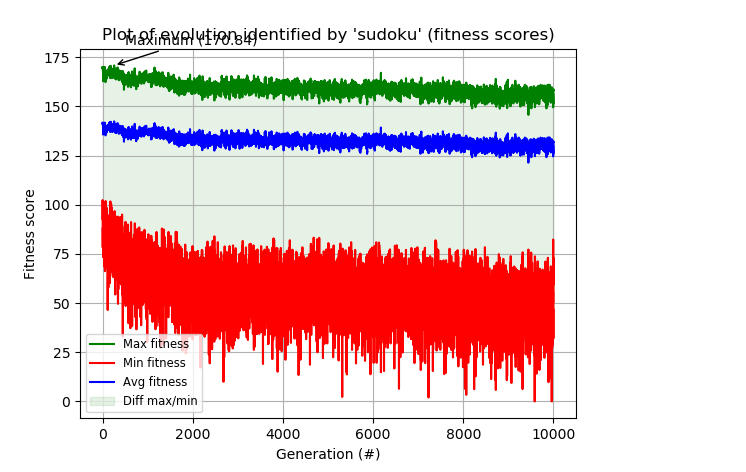 Plot of evolution identified by 'sudoku' (fitness scores)
Maximum (170.84)
175
150
125
100
75
50
25
0
Fitness score
Max fitness
Min fitness
Avg fitness
Diff max/min
0 2000 4000 6000 8000 10000
Generation (#)